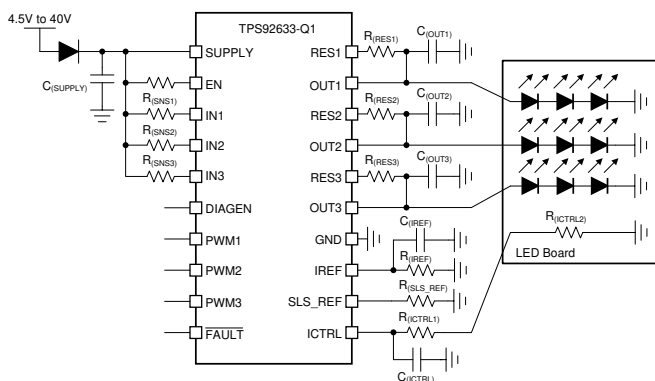 4.5V to 40V
TPS92633-Q1
C(SUPPLY)
R(SNS1)
R(SNS2)
R(SNS3)
SUPPLY
EN
IN1
IN2
IN3
DIAGEN
PWM1
PWM2
PWM3
FAULT
RES1
OUT1
RES2
OUT2
RES3
OUT3
GND
IREF
SLS_REF
ICTRL
R(RES1)
C(OUT1)
R(RES2)
C(OUT2)
R(RES3)
C(OUT3)
C(IREF)
R(IREF)
R(SLS_REF)
R(ICTRL1)
C(ICTRL)
R(ICTRL2)
LED Board